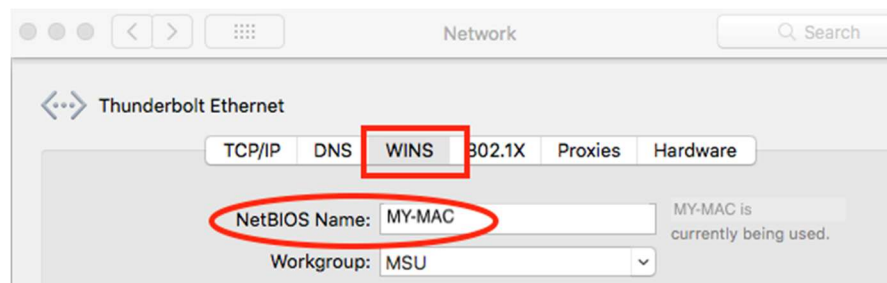 Network
Search
Thunderbolt Ethernet
TCP/IP DNS WINS 802.1X Proxies Hardware
NetBIOS Name: MY-MAC
MY-MAC is
currently being used.
Workgroup: MSU